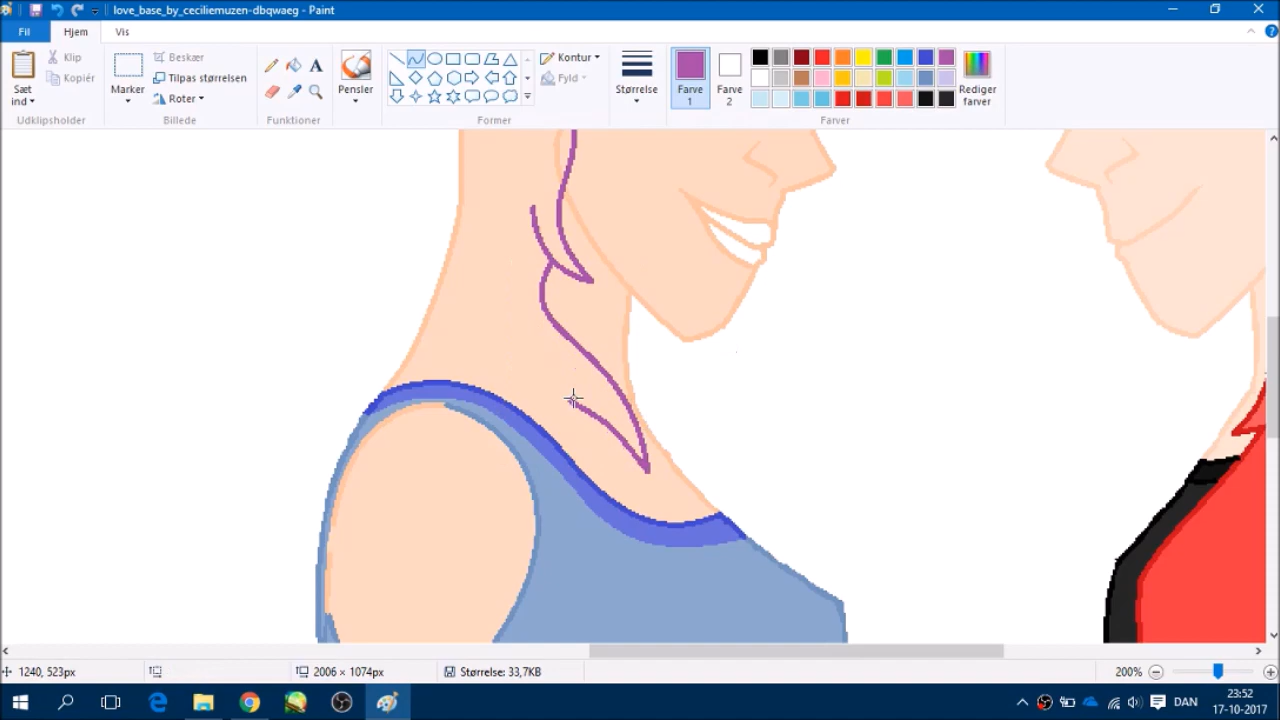 love_base_by_ceciliemuzen-dbqwaeg - Paint
Fil Hjem Vis
Sæt ind
Klip
Kopiér
Udklipsholder
Marker
Beskær
Tilpas størrelsen
Roter
Billede
A
Funktioner
Pensler
Kontur
Fyld
Former
Størrelse
Farve 1
Farve 2
Rediger farver
Farver
1240, 523px
2006 × 1074px
Størrelse: 33,7KB
200%
DAN
23:52
17-10-2017